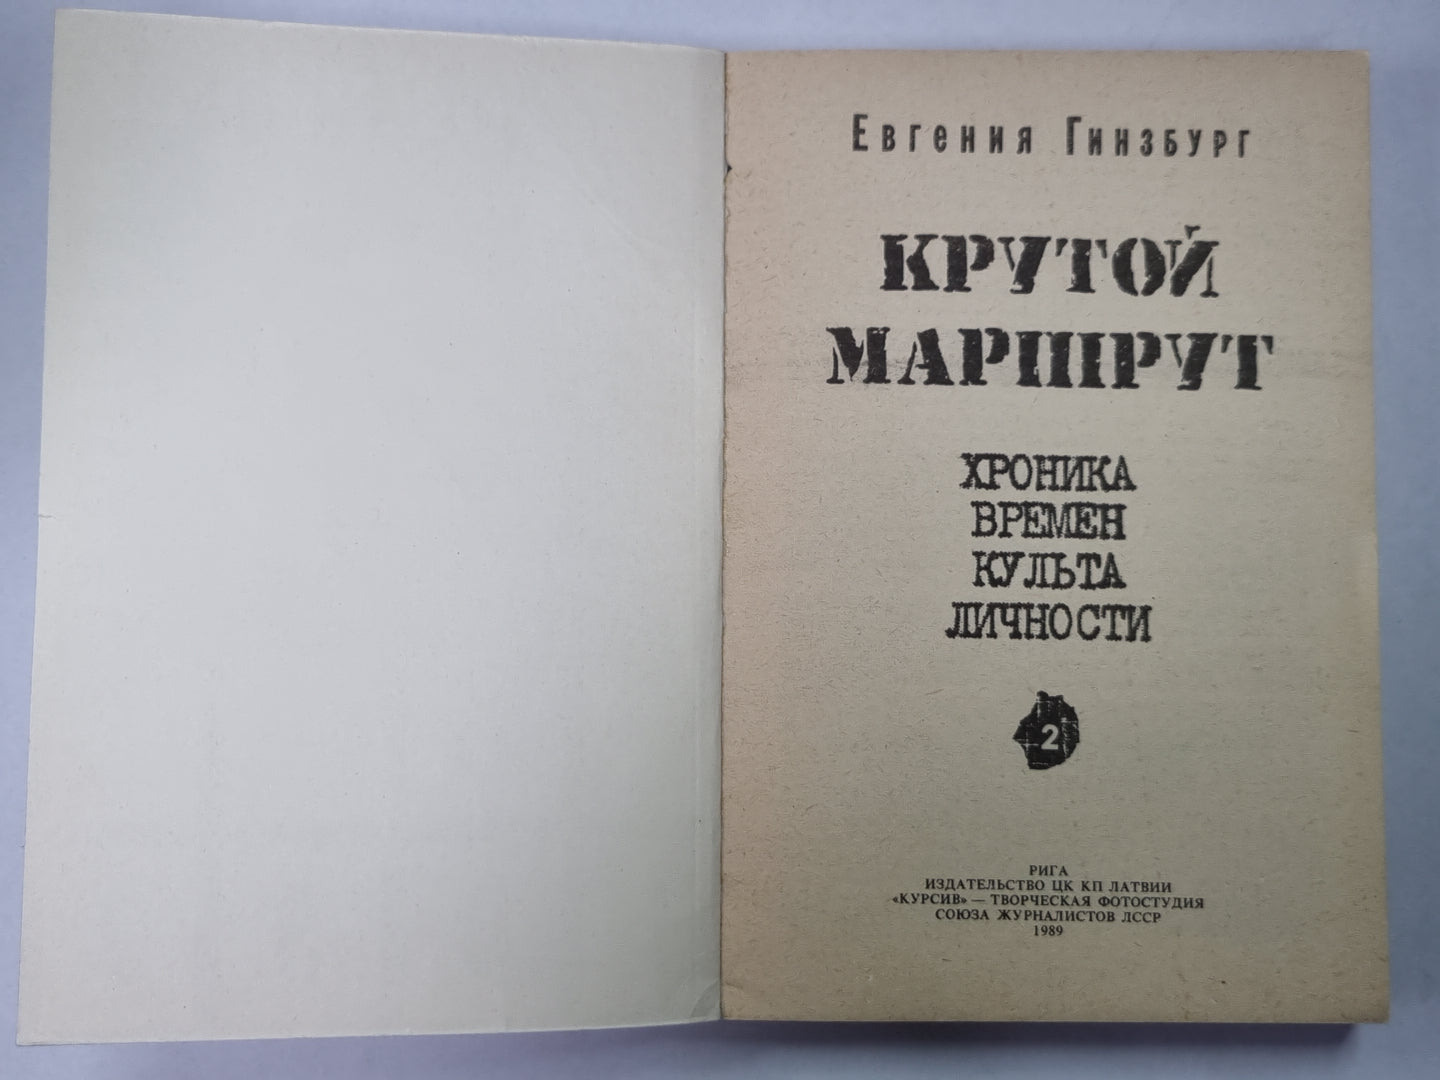 Евгения Гинзбург
КРУТОЙ
МАРШРУТ
ХРОНИКА
ВРЕМЕН
КУЛЬТА
ЛИЧНОСТИ
2
РИГА
ИЗДАТЕЛЬСТВО ЦК КП ЛАТВИИ
«КУРСИВ» — ТВОРЧЕСКАЯ ФОТОСТУДИЯ
СОЮЗА ЖУРНАЛИСТОВ ЛССР
1989